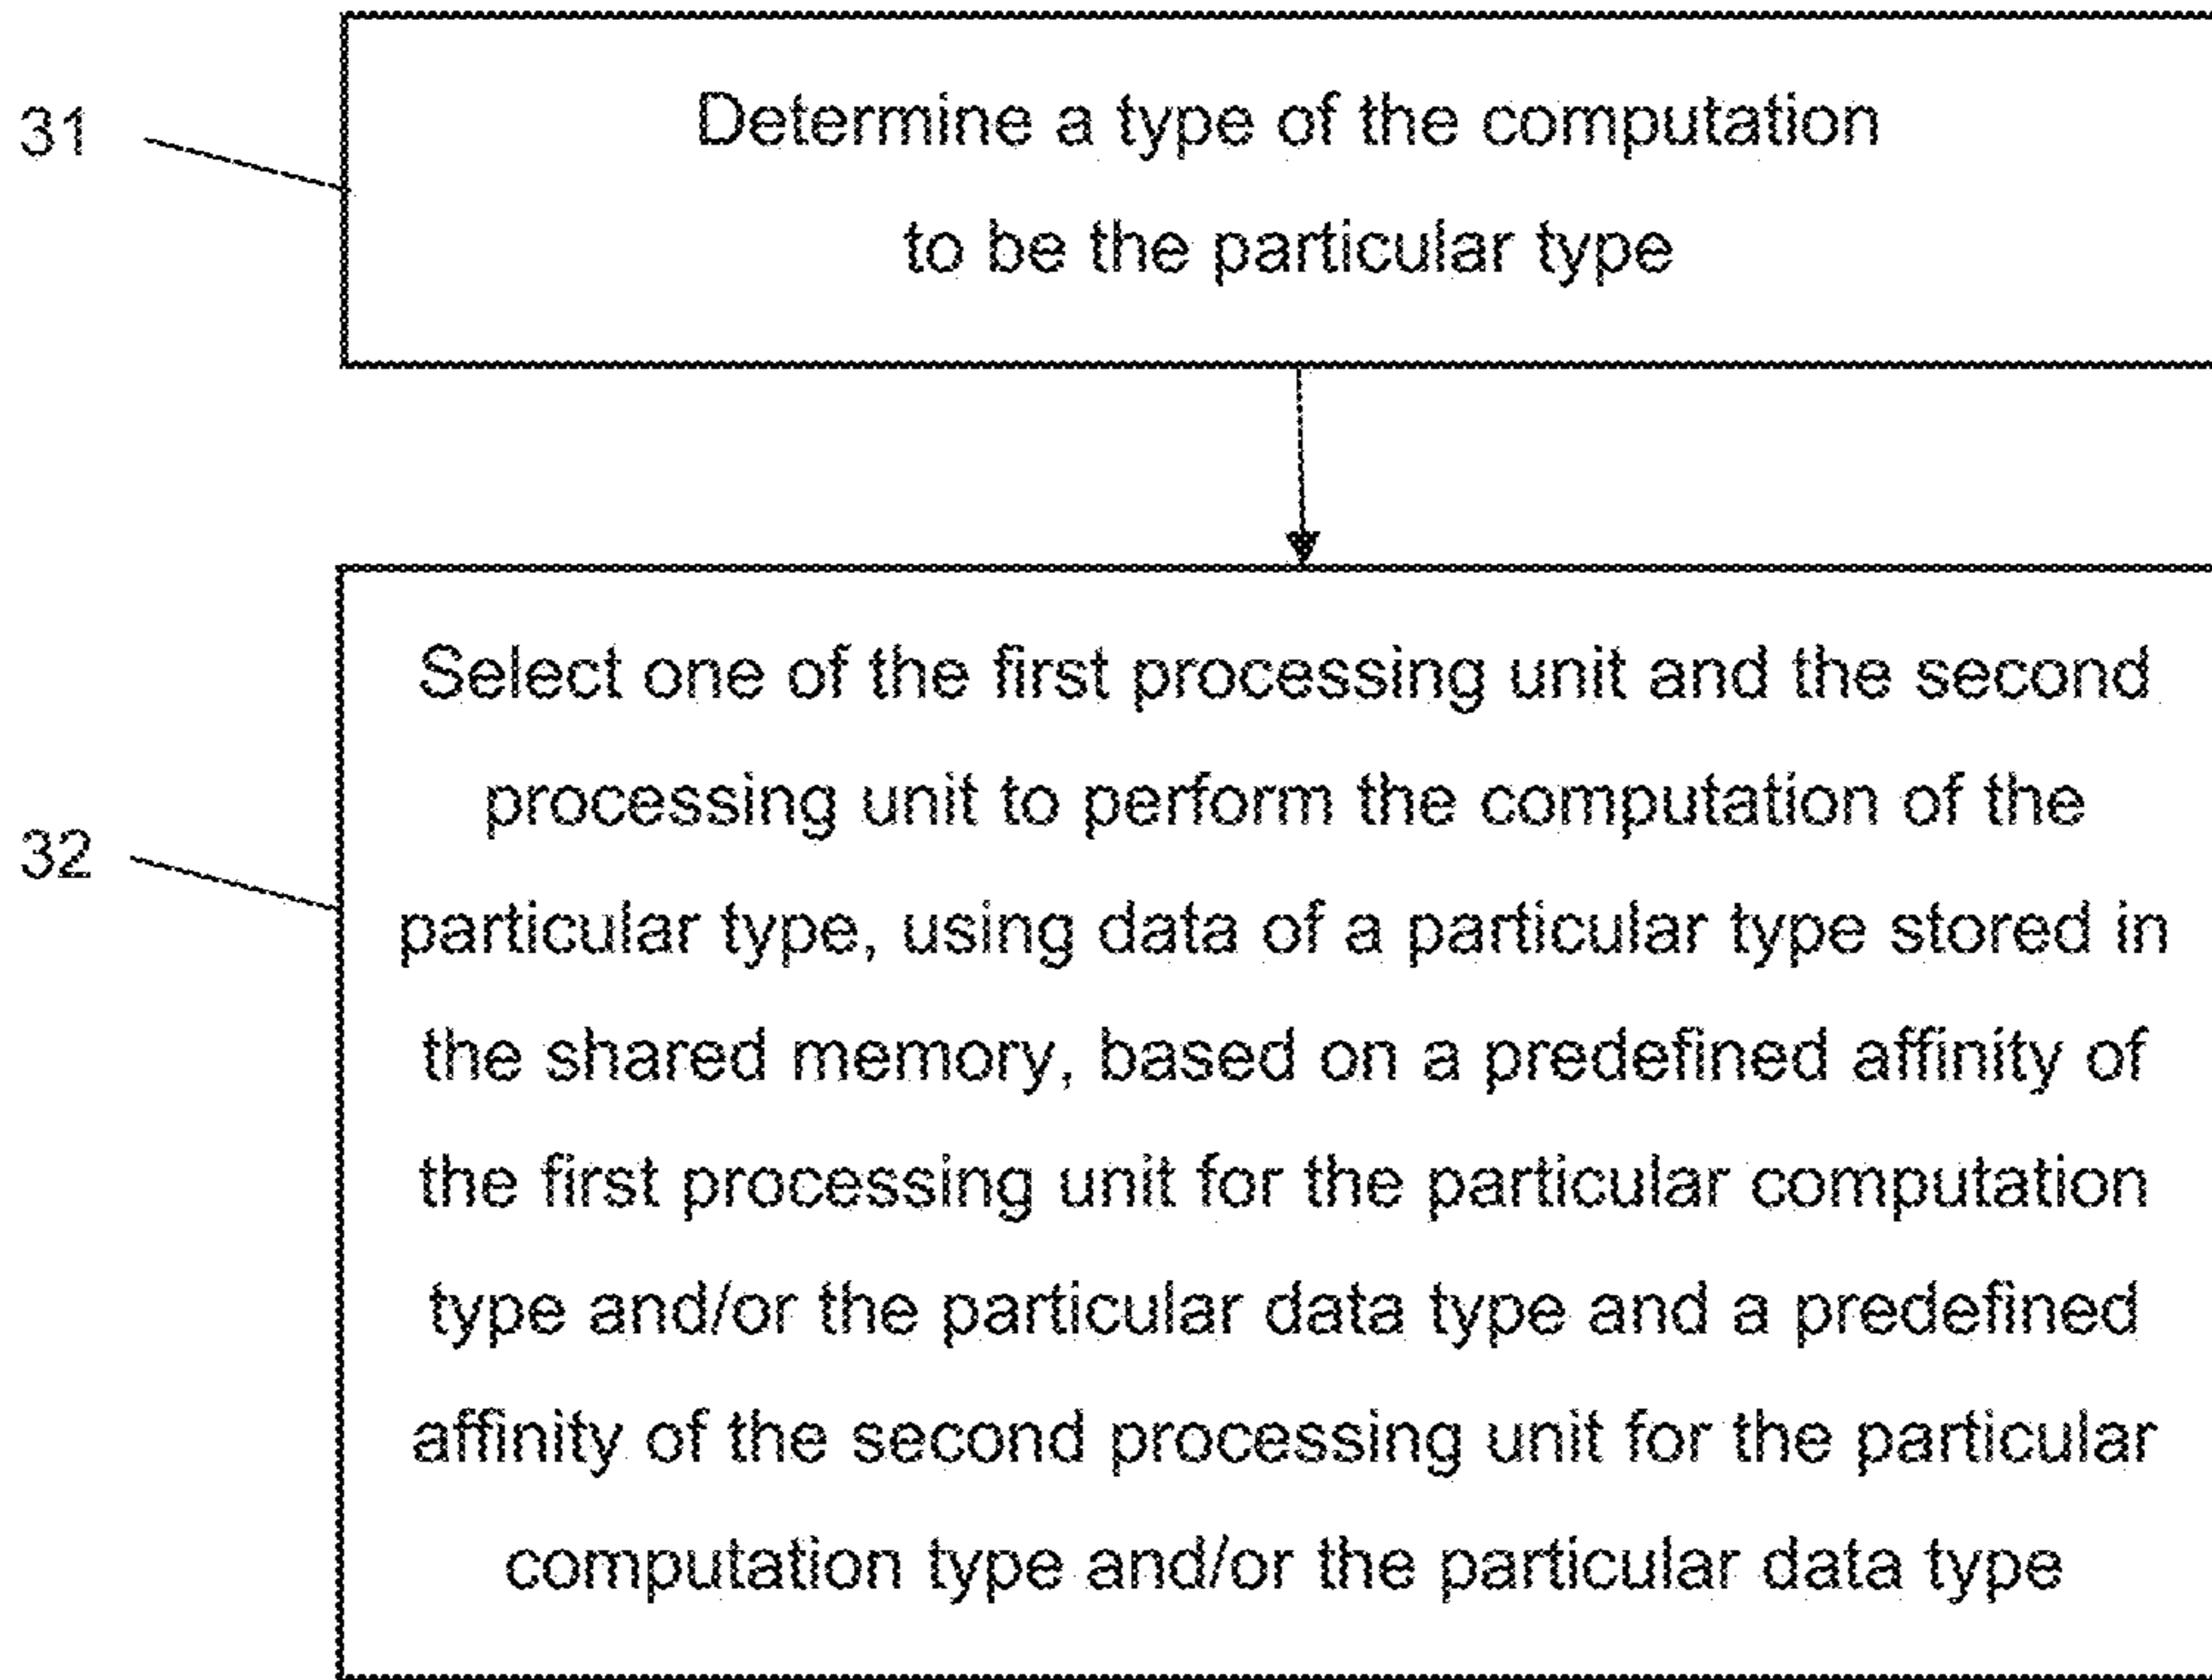 31
Determine a type of the computation
to be the particular type
32
Select one of the first processing unit and the second
processing unit to perform the computation of the
particular type, using data of a particular type stored in
the shared memory, based on a predefined affinity of
the first processing unit for the particular computation
type and/or the particular data type and a predefined
affinity of the second processing unit for the particular
computation type and/or the particular data type